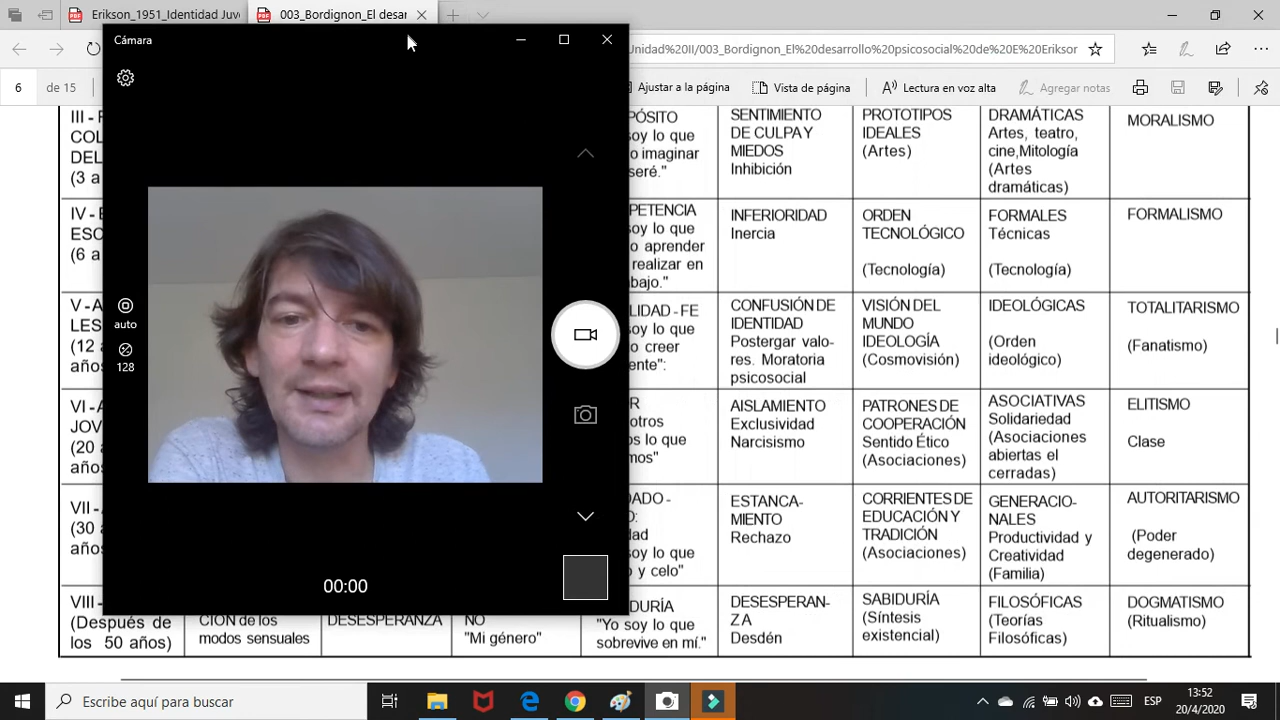 Erikson_1951_Identidad Juv
003_Bordignon_El desar
Unidad%20II/003_Bordignon_El%20desarrollo%20psicosocial%20de%20E%20Eriksor
6 de 15
Ajustar a la página
Vista de página
Lectura en voz alta
Agregar notas
Cámara
auto
128
00:00
III -
COL
DEL
(3 a
PÓSITO
soy lo que
o imaginar
seré."
SENTIMIENTO
DE CULPA Y
MIEDOS
Inhibición
PROTOTIPOS
IDEALES
(Artes)
DRAMÁTICAS
Artes, teatro,
cine,Mitología
(Artes
dramáticas)
MORALISMO
IV -
ESC
(6 a
PETENCIA
soy lo que
o aprender
realizar en
bajo."
INFERIORIDAD
Inercia
ORDEN
TECNOLÓGICO
(Tecnología)
FORMALES
Técnicas
(Tecnología)
FORMALISMO
V - A
LES
(12 a
años
LIDAD - FE
soy lo que
o creer
ente":
CONFUSIÓN DE
IDENTIDAD
Postergar valo-
res. Moratoria
psicosocial
VISIÓN DEL
MUNDO
IDEOLOGÍA
(Cosmovisión)
IDEOLÓGICAS
(Orden
ideológico)
TOTALITARISMO
(Fanatismo)
VI - A
JOV
(20 a
años
R
otros
os lo que
mos"
AISLAMIENTO
Exclusividad
Narcisismo
PATRONES DE
COOPERACIÓN
Sentido Ético
(Asociaciones)
ASOCIATIVAS
Solidariedad
(Asociaciones
abiertas el
cerradas)
ELITISMO
Clase
VII - A
(30 a
años
DADO -
O:
dad
soy lo que
o y celo"
ESTANCA-
MIENTO
Rechazo
CORRIENTES DE
EDUCACIÓN Y
TRADICIÓN
(Asociaciones)
GENERACIO-
NALES
Productividad y
Creatividad
(Familia)
AUTORITARISMO
(Poder
degenerado)
VIII -
(Después de
los 50 años)
CION de los
modos sensuales
DESESPERANZA
NO
"Mi género"
DURÍA
"Yo soy lo que
sobrevive en mí."
DESESPERAN-
Z A
Desdén
SABIDURÍA
(Síntesis
existencial)
FILOSÓFICAS
(Teorías
Filosóficas)
DOGMATISMO
(Ritualismo)
Escribe aquí para buscar
ESP
13:52
20/4/2020